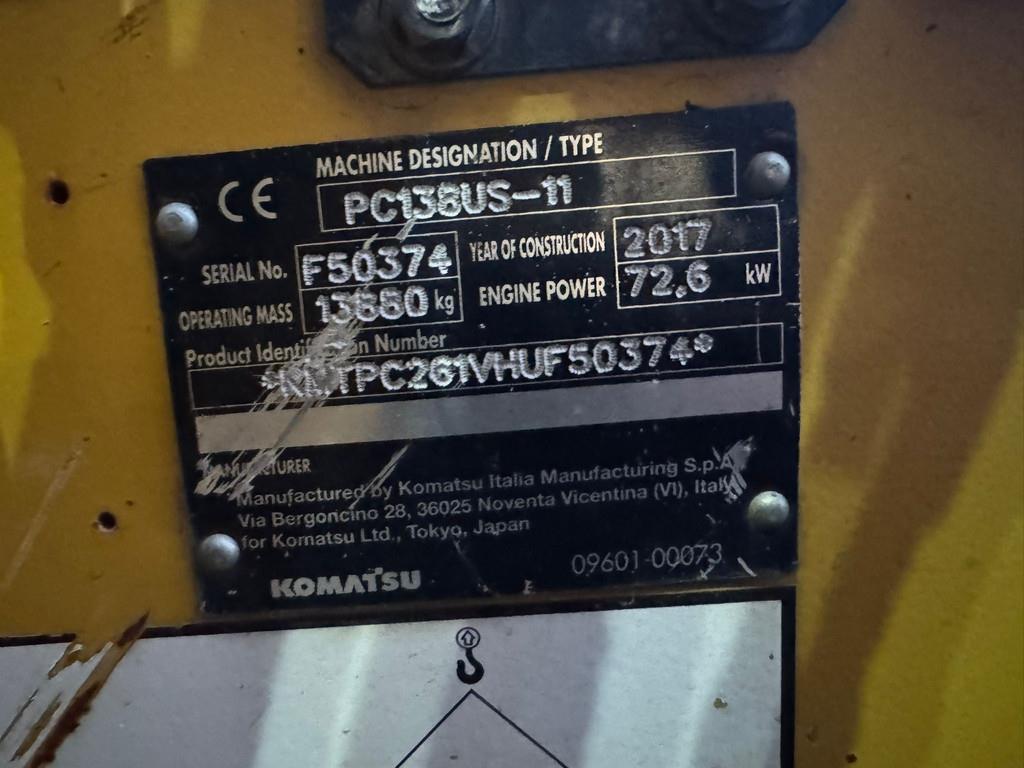 MACHINE DESIGNATION / TYPE
CE
PC138US-11
SERIAL No. F50374 YEAR OF CONSTRUCTION 2017
OPERATING MASS 13880 kg ENGINE POWER 72.6 kW
Product Identification Number
*KMTPC261VHUF50374*
MANUFACTURER
Manufactured by Komatsu Italia Manufacturing S.p.A.
Via Bergoncino 28, 36025 Noventa Vicentina (VI), Italy
for Komatsu Ltd., Tokyo, Japan
KOMATSU
09601-00073